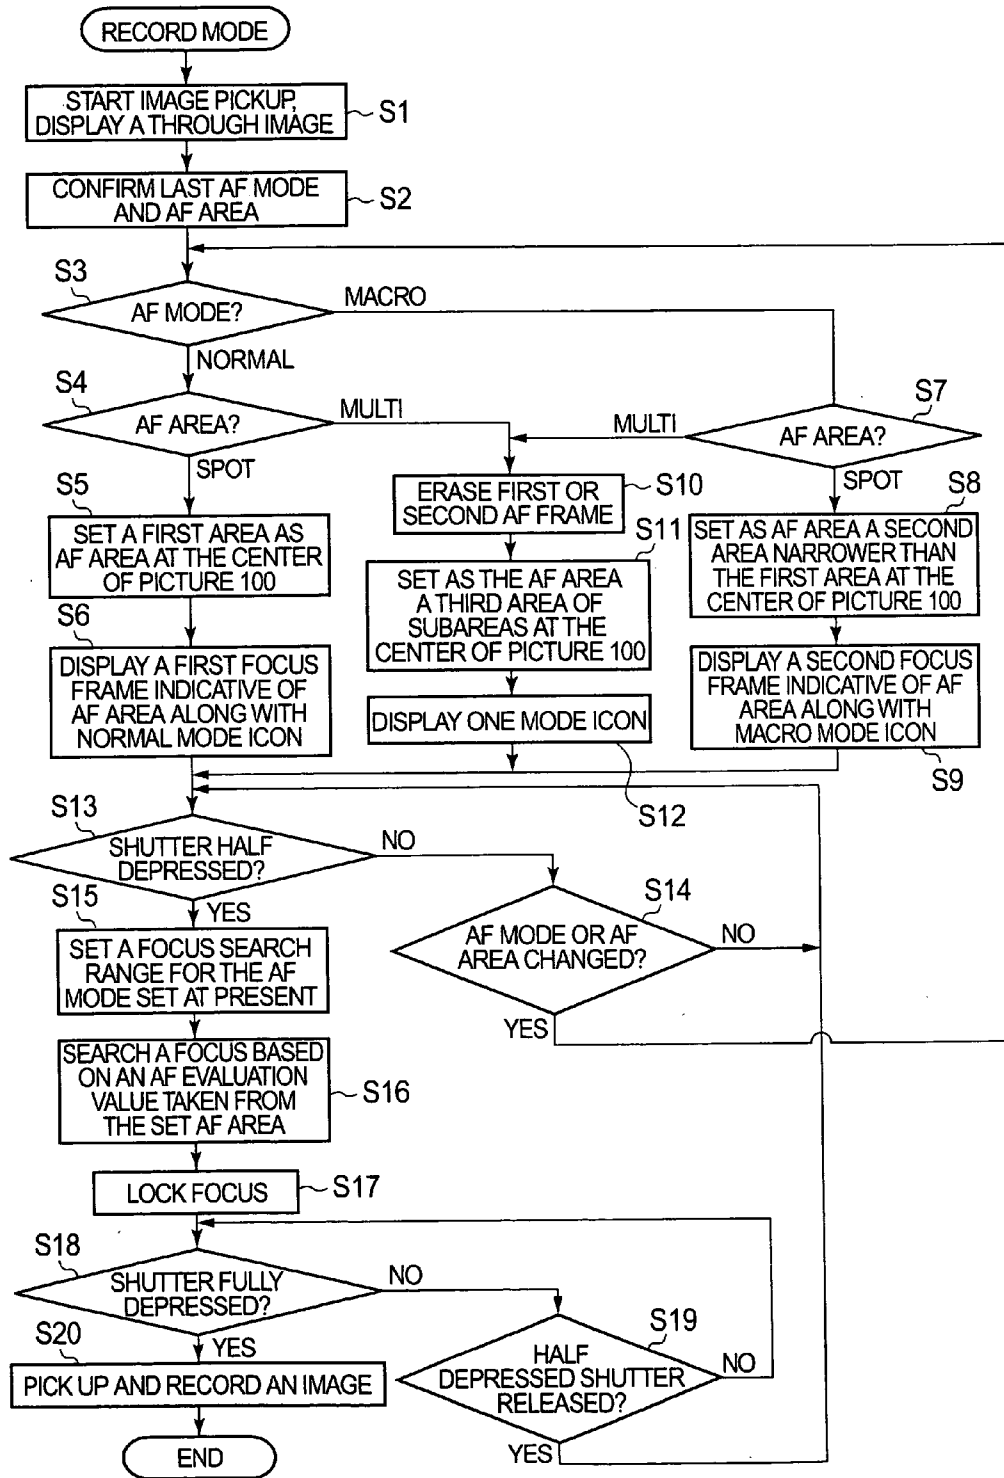 RECORD MODE
START IMAGE PICKUP,
DISPLAY A THROUGH IMAGE
S1
CONFIRM LAST AF MODE
AND AF AREA
S2
S3
AF MODE?
MACRO
NORMAL
S4
AF AREA?
MULTI
SPOT
S7
AF AREA?
MULTI
SPOT
S5
SET A FIRST AREA AS
AF AREA AT THE CENTER
OF PICTURE 100
S6
DISPLAY A FIRST FOCUS
FRAME INDICATIVE OF
AF AREA ALONG WITH
NORMAL MODE ICON
ERASE FIRST OR
SECOND AF FRAME
S10
S11
SET AS THE AF AREA
A THIRD AREA OF
SUBAREAS AT THE
CENTER OF PICTURE 100
DISPLAY ONE MODE ICON
S12
S8
SET AS AF AREA A SECOND
AREA NARROWER THAN
THE FIRST AREA AT THE
CENTER OF PICTURE 100
DISPLAY A SECOND FOCUS
FRAME INDICATIVE OF AF
AREA ALONG WITH
MACRO MODE ICON
S9
S13
SHUTTER HALF
DEPRESSED?
NO
YES
S14
AF MODE OR AF
AREA CHANGED?
NO
YES
S15
SET A FOCUS SEARCH
RANGE FOR THE AF
MODE SET AT PRESENT
SEARCH A FOCUS BASED
ON AN AF EVALUATION
VALUE TAKEN FROM
THE SET AF AREA
S16
LOCK FOCUS
S17
S18
SHUTTER FULLY
DEPRESSED?
NO
YES
S19
HALF
DEPRESSED SHUTTER
RELEASED?
NO
YES
S20
PICK UP AND RECORD AN IMAGE
END